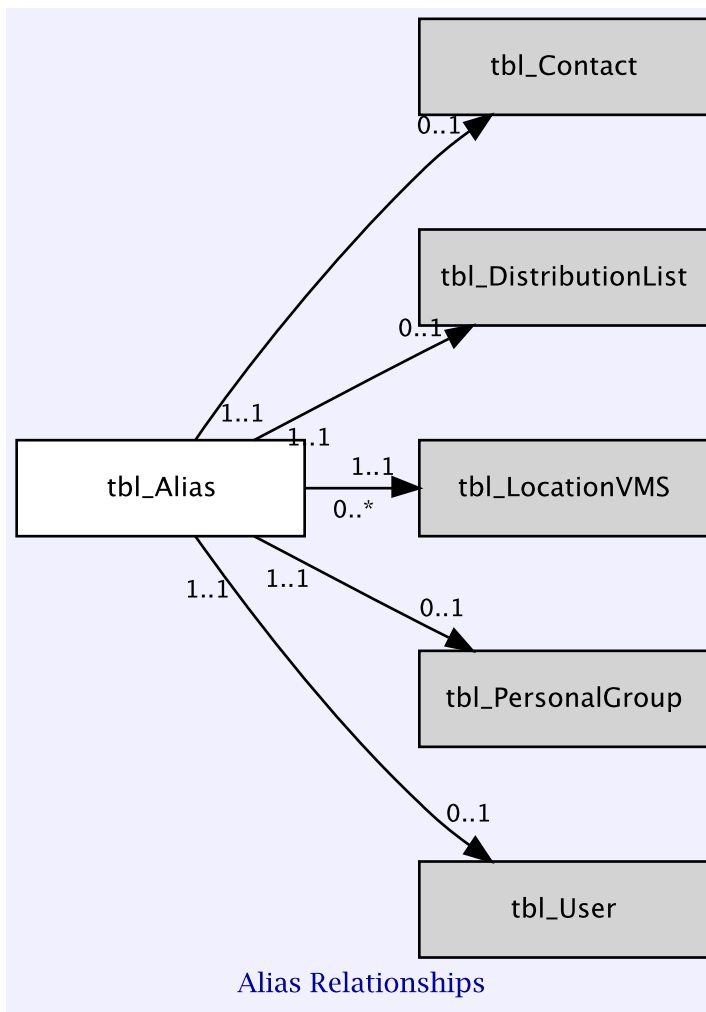 tbl_Contact
0..1
tbl_DistributionList
0..1
1..1
1..1
tbl_Alias
1..1
0..*
tbl_LocationVMS
1..1
1..1
0..1
tbl_PersonalGroup
0..1
tbl_User
Alias Relationships